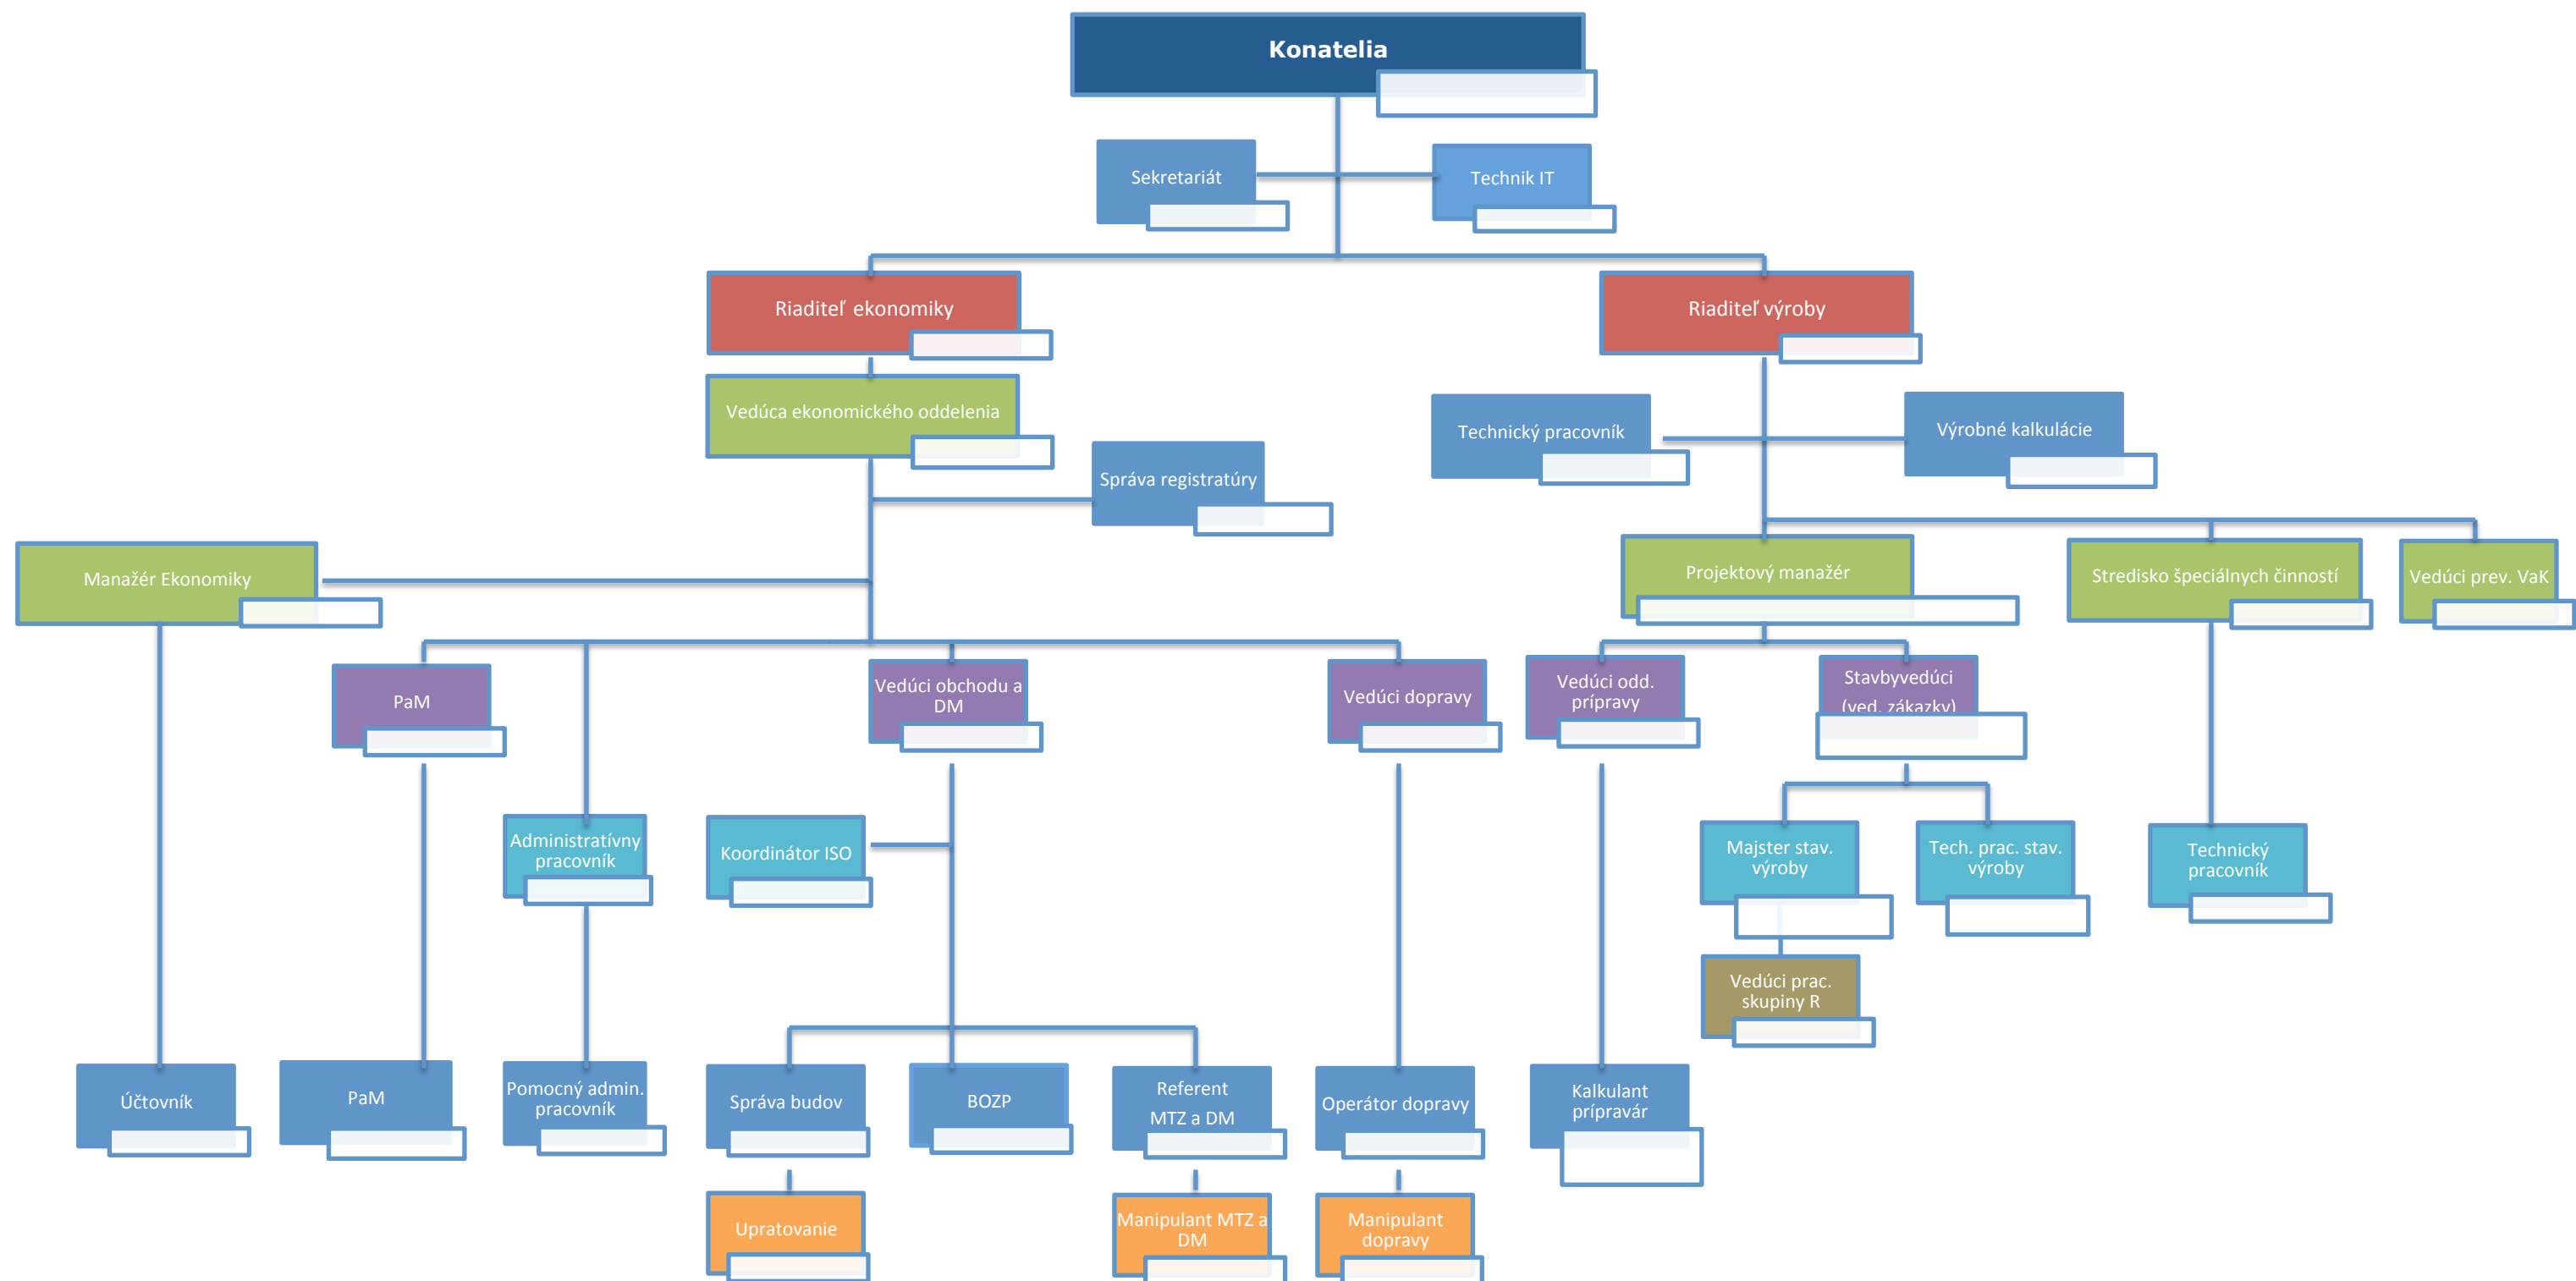 Konatelia
Sekretariát
Technik IT
Riaditeľ ekonomiky
Riaditeľ výroby
Vedúca ekonomického oddelenia
Technický pracovník
Výrobné kalkulácie
Správa registratúry
Manažér Ekonomiky
Projektový manažér
Stredisko špeciálnych činností
Vedúci prev. VaK
PaM
Vedúci obchodu a
DM
Vedúci dopravy
Vedúci odd.
prípravy
Stavbyvedúci
(ved. zákazky)
Administratívny
pracovník
Koordinátor ISO
Majster stav.
výroby
Tech. prac. stav.
výroby
Technický
pracovník
Vedúci prac.
skupiny R
Účtovník
PaM
Pomocný admin.
pracovník
Správa budov
BOZP
Referent
MTZ a DM
Operátor dopravy
Kalkulant
prípravár
Upratovanie
Manipulant MTZ a
DM
Manipulant
dopravy